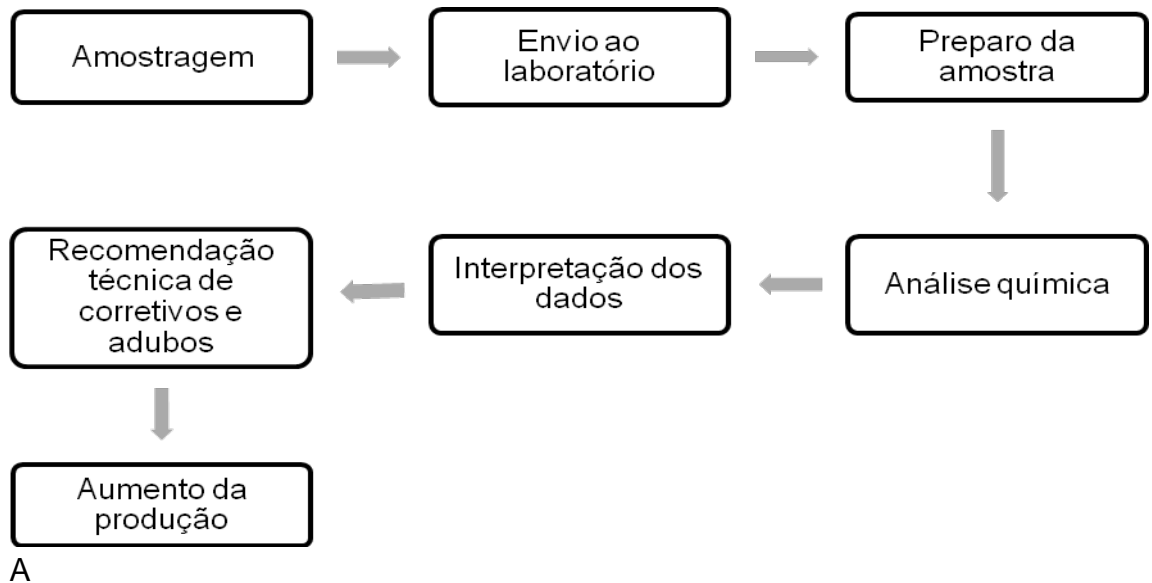 Amostragem
Envio ao
laboratório
Preparo da
amostra
Análise química
Interpretação dos
dados
Recomendação
técnica de
corretivos e
adubos
Aumento da
produção
A